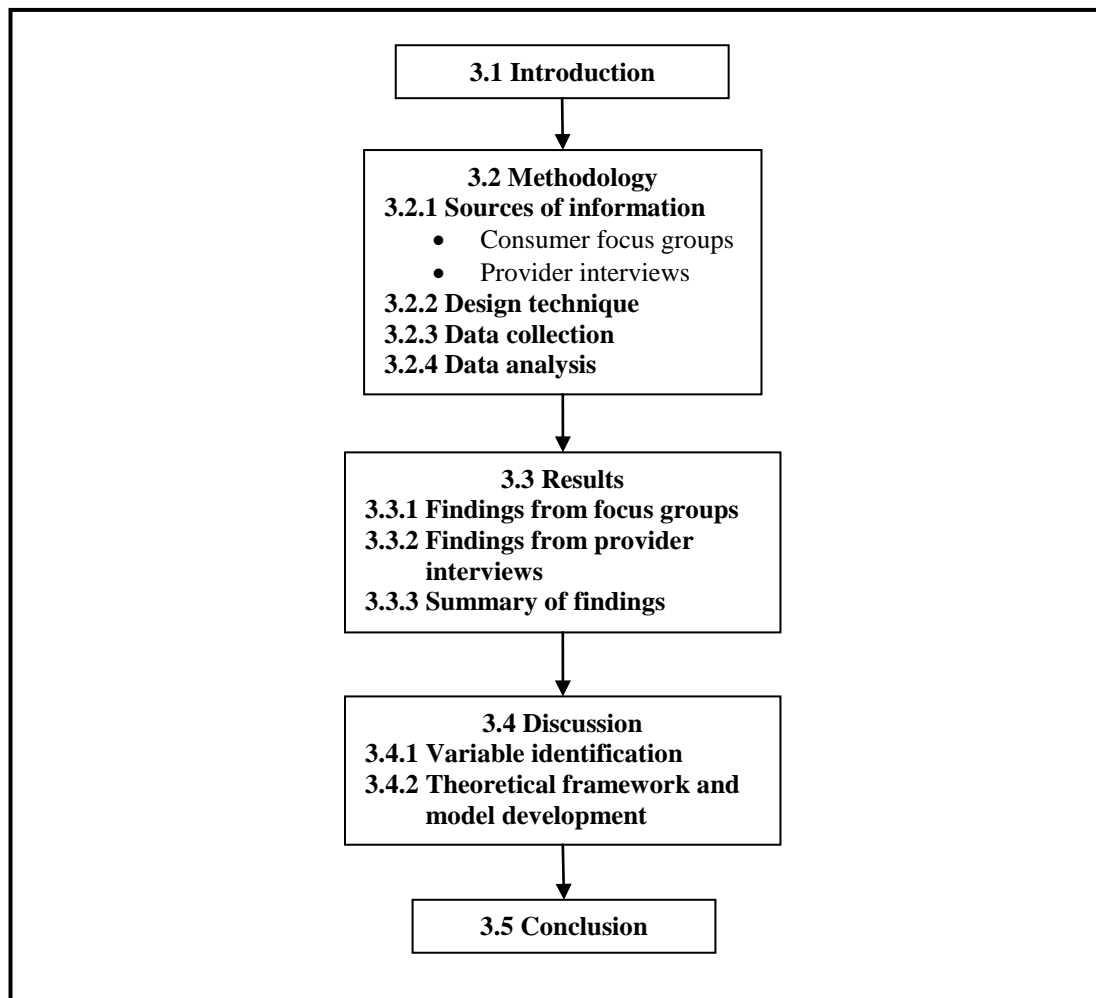 3.1 Introduction
3.2 Methodology
3.2.1 Sources of information
• Consumer focus groups
• Provider interviews
3.2.2 Design technique
3.2.3 Data collection
3.2.4 Data analysis
3.3 Results
3.3.1 Findings from focus groups
3.3.2 Findings from provider
interviews
3.3.3 Summary of findings
3.4 Discussion
3.4.1 Variable identification
3.4.2 Theoretical framework and
model development
3.5 Conclusion